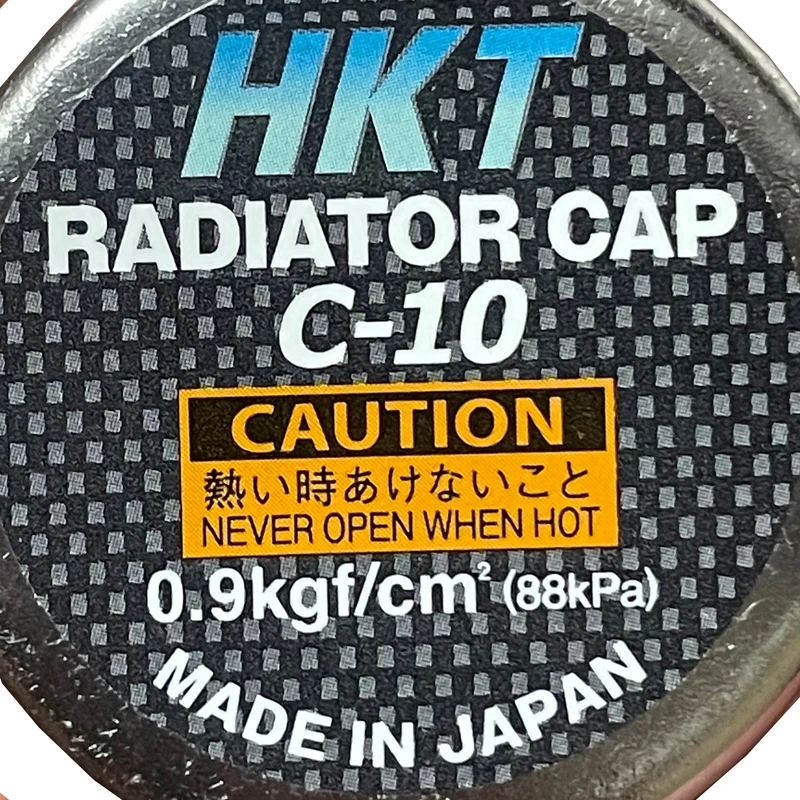 HKT
RADIATOR CAP
C-10
CAUTION
熱い時あけないこと
NEVER OPEN WHEN HOT
0.9kgf/cm² (88kPa)
MADE IN JAPAN